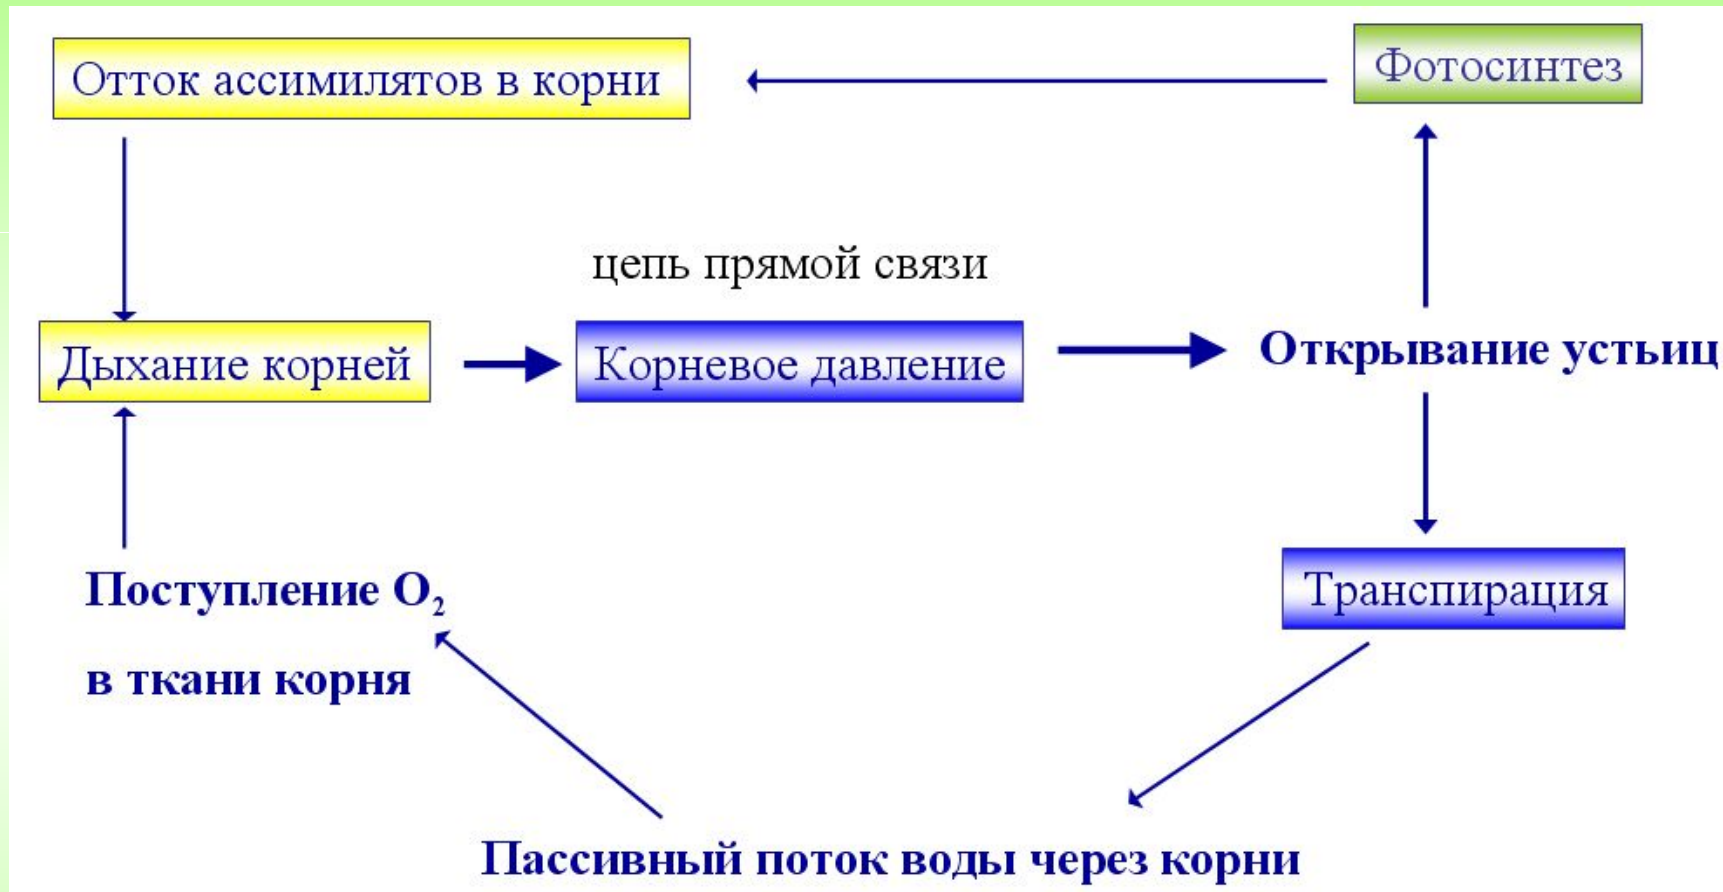 Отток ассимилятов в корни
Фотосинтез
цепь прямой связи
Дыхание корней
Корневое давление
Открывание устьиц
Поступление O₂
в ткани корня
Транспирация
Пассивный поток воды через корни